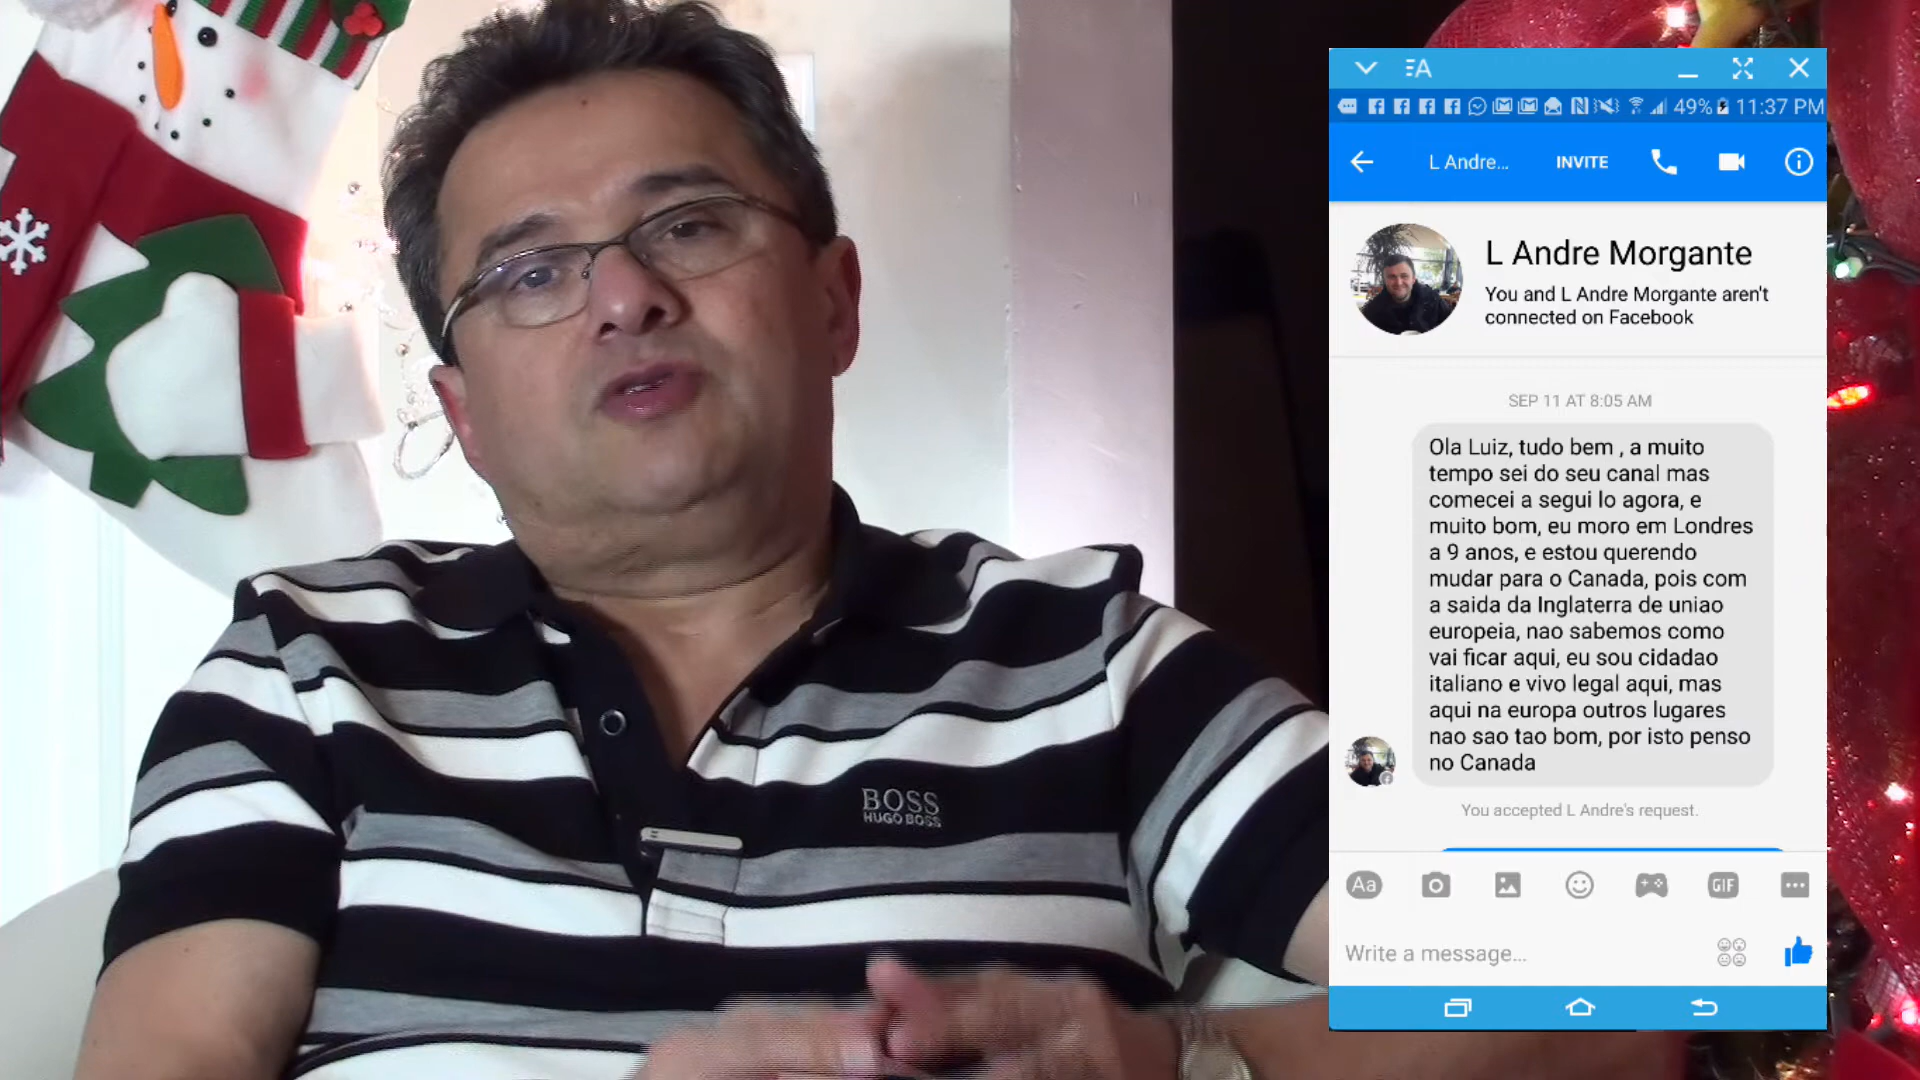 49% 11:37 PM
L Andre... INVITE
L Andre Morgante
You and L Andre Morgante aren't
connected on Facebook
SEP 11 AT 8:05 AM
Ola Luiz, tudo bem , a muito
tempo sei do seu canal mas
comecei a segui lo agora, e
muito bom, eu moro em Londres
a 9 anos, e estou querendo
mudar para o Canada, pois com
a saida da Inglaterra de uniao
europeia, nao sabemos como
vai ficar aqui, eu sou cidadao
italiano e vivo legal aqui, mas
aqui na europa outros lugares
nao sao tao bom, por isto penso
no Canada
You accepted L Andre's request.
Aa GIF
Write a message...
BOSS
HUGO BOSS